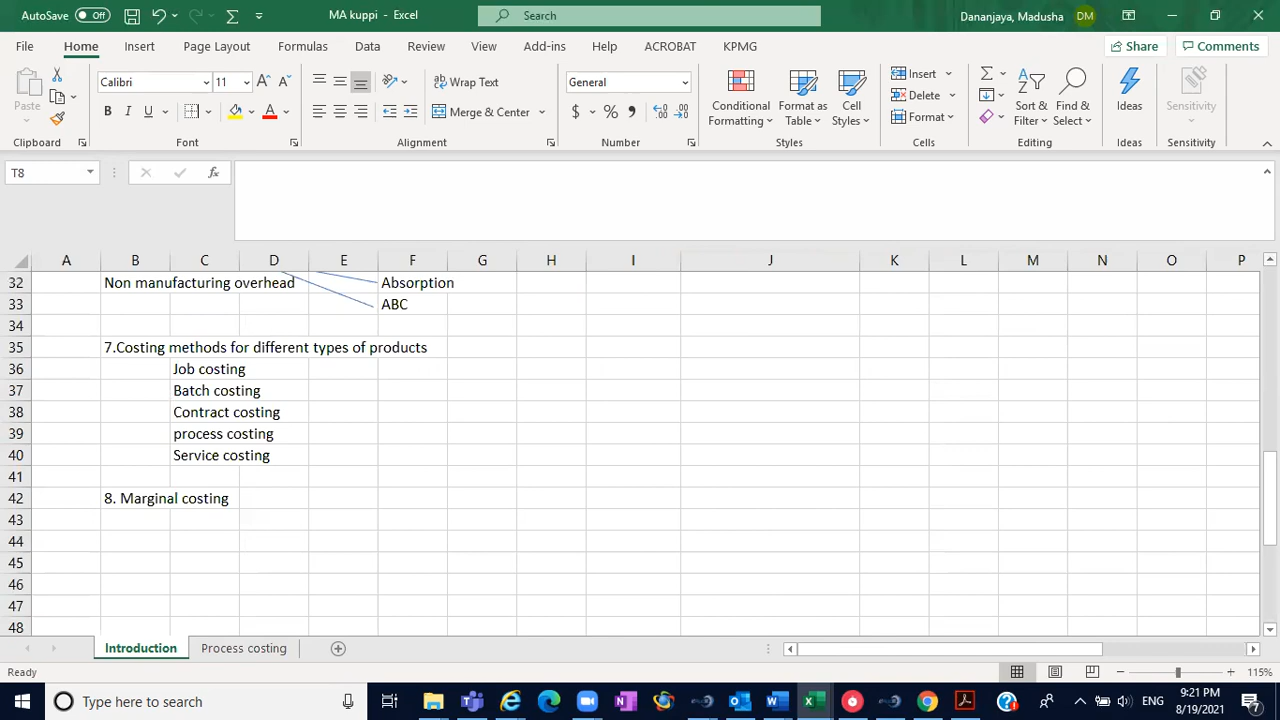 AutoSave Off MA kuppi - Excel Search Dananjaya, Madusha DM
File Home Insert Page Layout Formulas Data Review View Add-ins Help ACROBAT KPMG Share Comments
Paste Calibri 11 Wrap Text General Conditional Formatting Format as Table Cell Styles Insert Sort & Filter Find & Select Ideas Sensitivity
B I U Merge & Center $ % Delete
Format
Clipboard Font Alignment Number Styles Cells Editing Ideas Sensitivity
T8 fx
A B C D E F G H I J K L M N O P
32 Non manufacturing overhead Absorption
33 ABC
34
35 7.Costing methods for different types of products
36 Job costing
37 Batch costing
38 Contract costing
39 process costing
40 Service costing
41
42 8. Marginal costing
43
44
45
46
47
48
Introduction Process costing
Ready 115%
Type here to search ENG 9:21 PM
8/19/2021 7